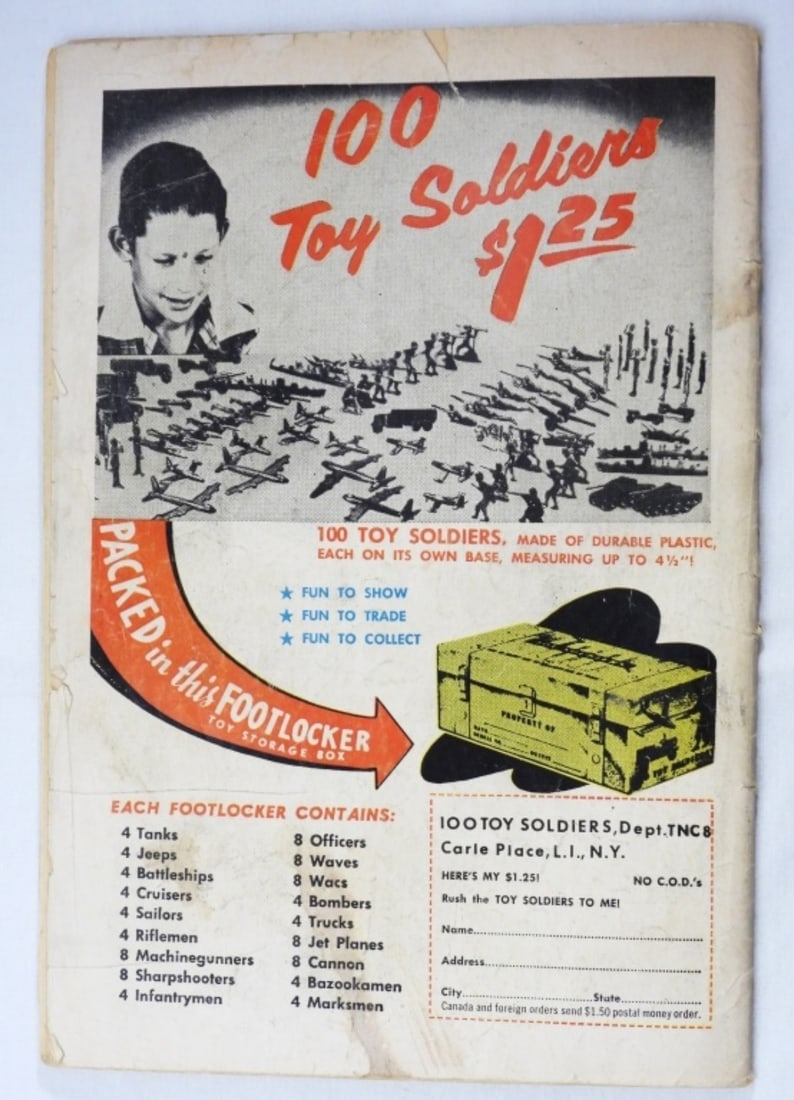 100
Toy Soldiers
$1.25
100 TOY SOLDIERS, MADE OF DURABLE PLASTIC,
EACH ON ITS OWN BASE, MEASURING UP TO 4½"!
★ FUN TO SHOW
★ FUN TO TRADE
★ FUN TO COLLECT
PACKED in this FOOTLOCKER
TOY STORAGE BOX
PROPERTY OF
TOY SOLDIERS
EACH FOOTLOCKER CONTAINS:
4 Tanks
4 Jeeps
4 Battleships
4 Cruisers
4 Sailors
4 Riflemen
8 Machinegunners
8 Sharpshooters
4 Infantrymen
8 Officers
8 Waves
8 Wacs
4 Bombers
4 Trucks
8 Jet Planes
8 Cannon
4 Bazookamen
4 Marksmen
100 TOY SOLDIERS, Dept. TNC8
Carle Place, L.I., N.Y.
HERE'S MY $1.25! NO C.O.D.'s
Rush the TOY SOLDIERS TO ME!
Name
Address
City State
Canada and foreign orders send $1.50 postal money order.